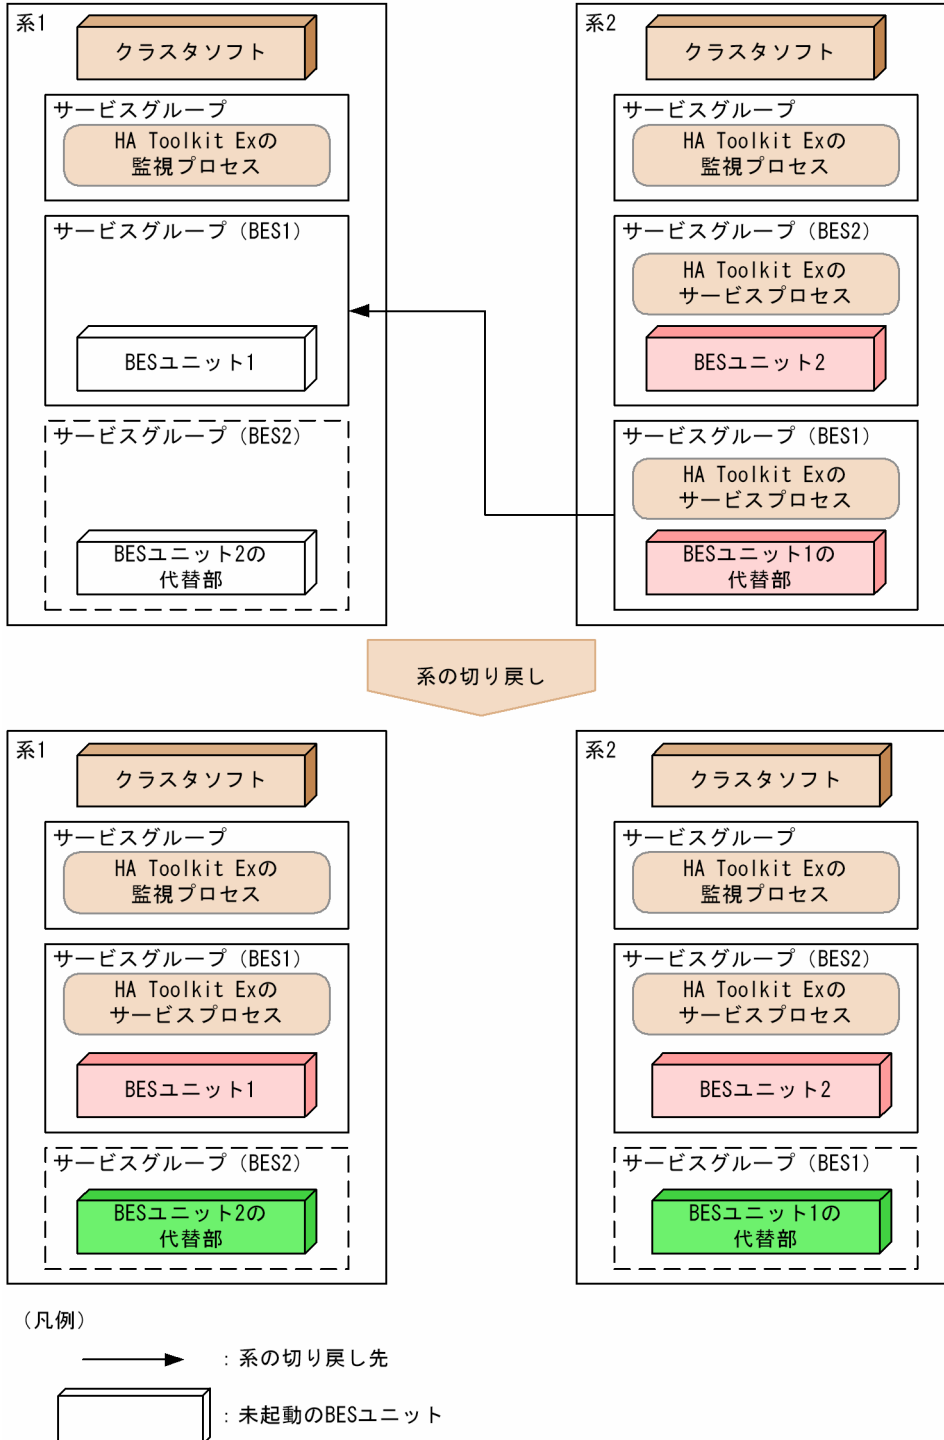 系1
クラスタソフト
サービスグループ
HA Toolkit Exの
監視プロセス
サービスグループ（BES1）
BESユニット1
サービスグループ（BES2）
BESユニット2の
代替部
系2
クラスタソフト
サービスグループ
HA Toolkit Exの
監視プロセス
サービスグループ（BES2）
HA Toolkit Exの
サービスプロセス
BESユニット2
サービスグループ（BES1）
HA Toolkit Exの
サービスプロセス
BESユニット1の
代替部
系の切り戻し
系1
クラスタソフト
サービスグループ
HA Toolkit Exの
監視プロセス
サービスグループ（BES1）
HA Toolkit Exの
サービスプロセス
BESユニット1
サービスグループ（BES2）
BESユニット2の
代替部
系2
クラスタソフト
サービスグループ
HA Toolkit Exの
監視プロセス
サービスグループ（BES2）
HA Toolkit Exの
サービスプロセス
BESユニット2
サービスグループ（BES1）
BESユニット1の
代替部
（凡例）
：系の切り戻し先
：未起動のBESユニット